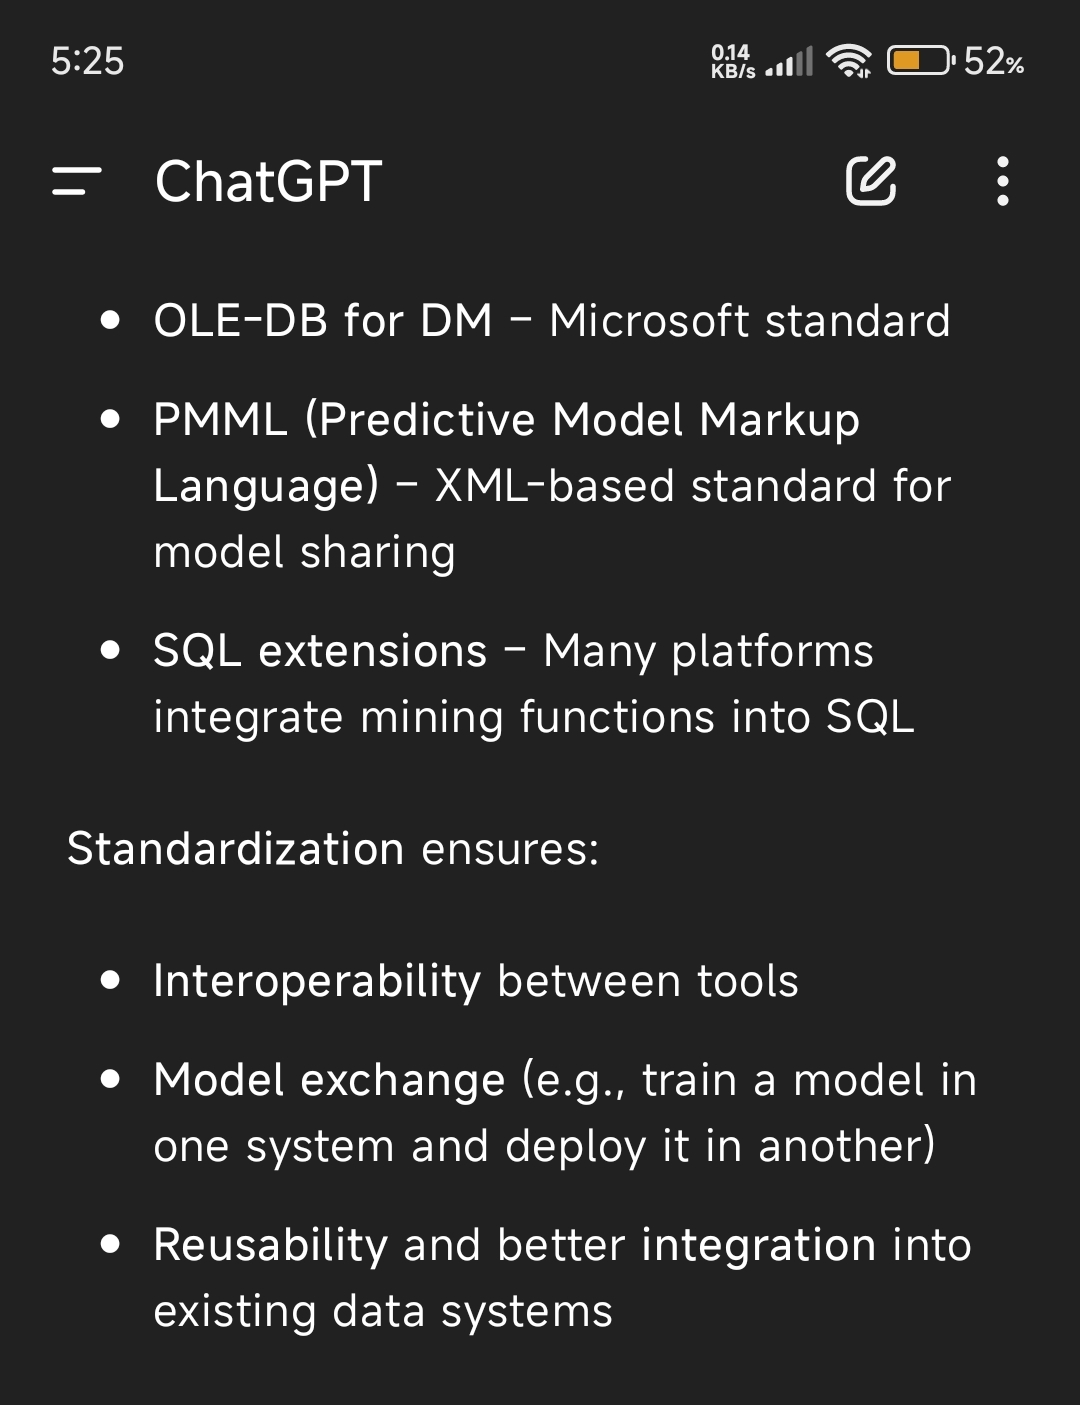 5:25
0.14
KB/s
52%
ChatGPT
• OLE-DB for DM – Microsoft standard
• PMML (Predictive Model Markup
Language) – XML-based standard for
model sharing
• SQL extensions – Many platforms
integrate mining functions into SQL
Standardization ensures:
• Interoperability between tools
• Model exchange (e.g., train a model in
one system and deploy it in another)
• Reusability and better integration into
existing data systems